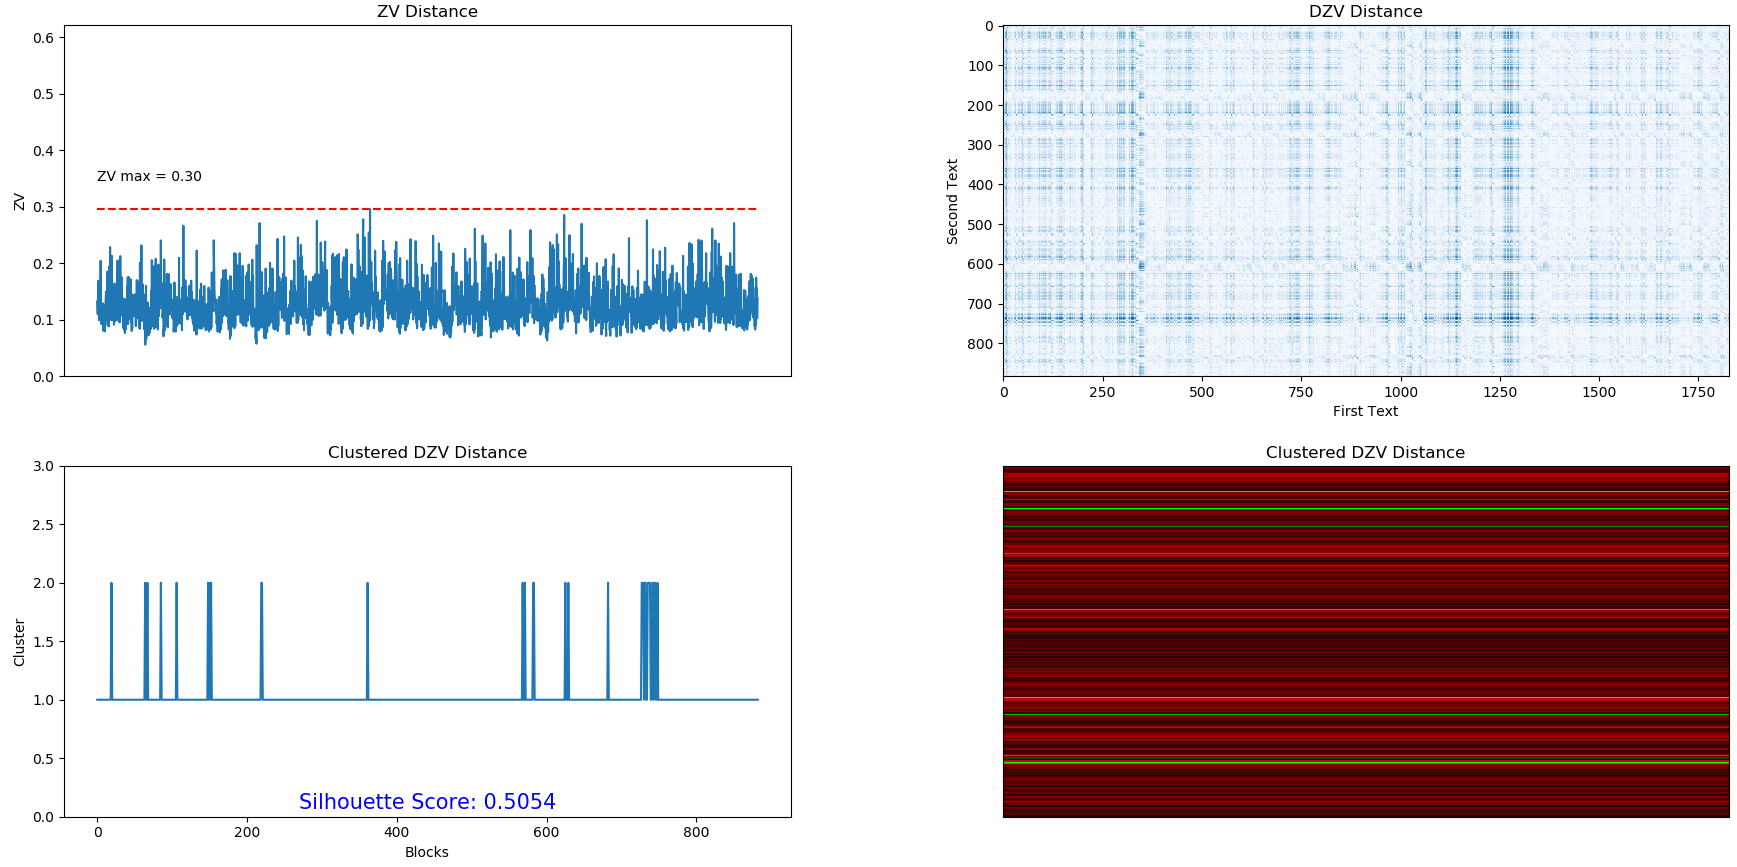 ZV Distance
0.6
0.5
0.4
0.3
0.2
0.1
0.0
ZV
ZV max = 0.30
DZV Distance
0
100
200
300
400
500
600
700
800
Second Text
0 250 500 750 1000 1250 1500 1750
First Text
Clustered DZV Distance
3.0
2.5
2.0
1.5
1.0
0.5
0.0
Cluster
Silhouette Score: 0.5054
0 200 400 600 800
Blocks
Clustered DZV Distance